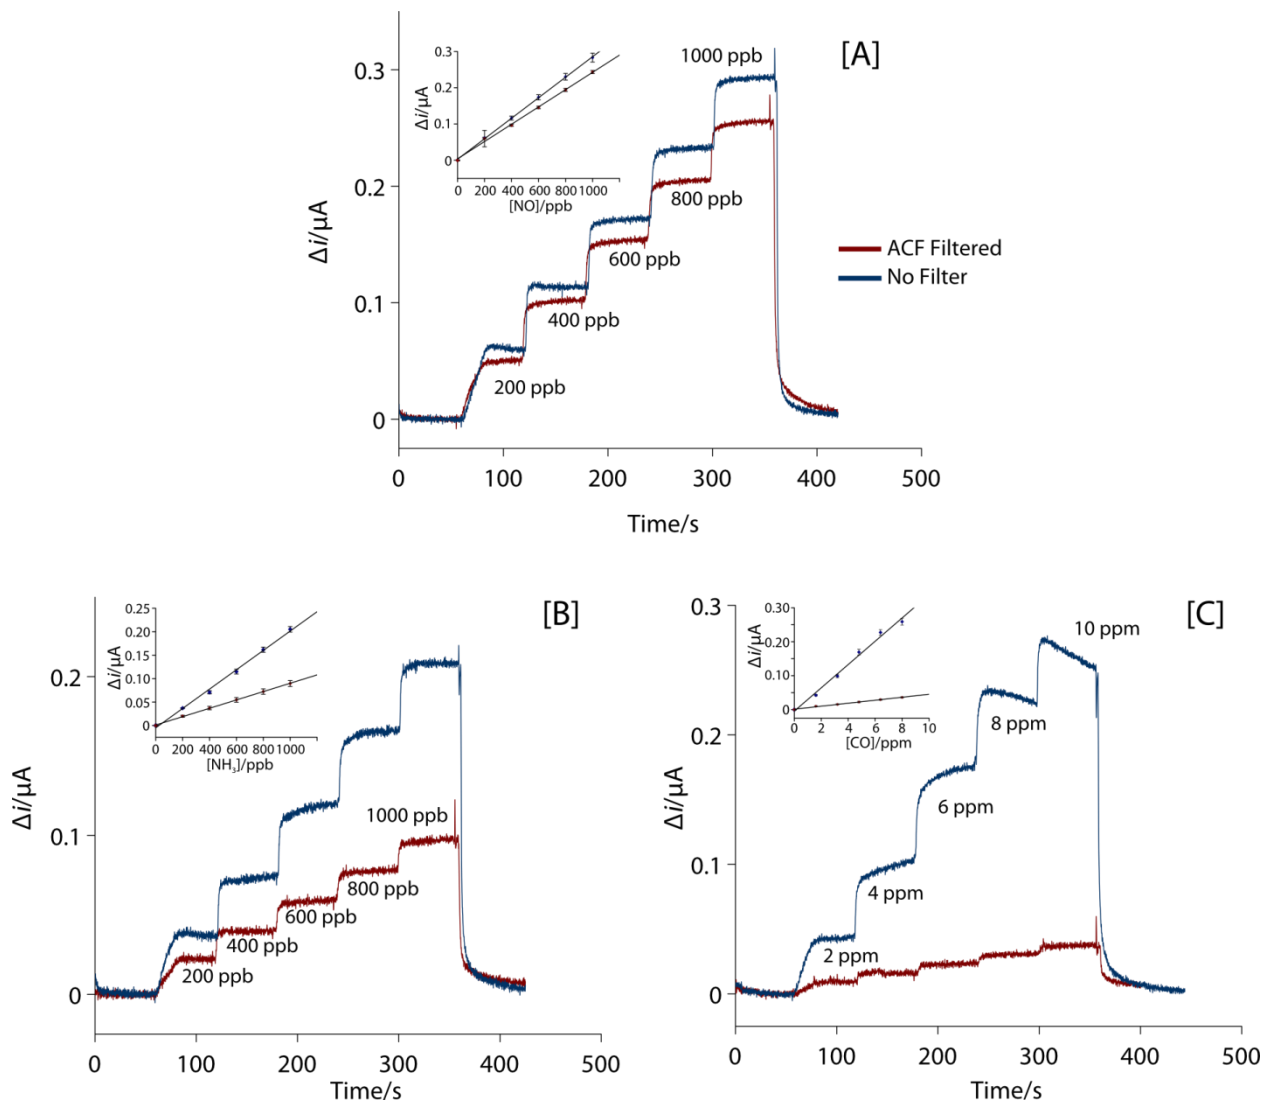 [A]
0.3
0.2
0.1
0
Δi/μA
0
100
200
300
400
500
Time/s
0.3
0.2
0.1
0
Δi/μA
0
200
400
600
800
1000
[NO]/ppb
200 ppb
400 ppb
600 ppb
800 ppb
1000 ppb
ACF Filtered
No Filter
[B]
0.2
0.1
0
Δi/μA
0
100
200
300
400
500
Time/s
0.25
0.20
0.15
0.10
0.05
0
Δi/μA
0
200
400
600
800
1000
[NH₃]/ppb
200 ppb
400 ppb
600 ppb
800 ppb
1000 ppb
[C]
0.3
0.2
0.1
0
Δi/μA
0
100
200
300
400
500
Time/s
0.30
0.20
0.10
0
Δi/μA
0
2
4
6
8
10
[CO]/ppm
2 ppm
4 ppm
6 ppm
8 ppm
10 ppm